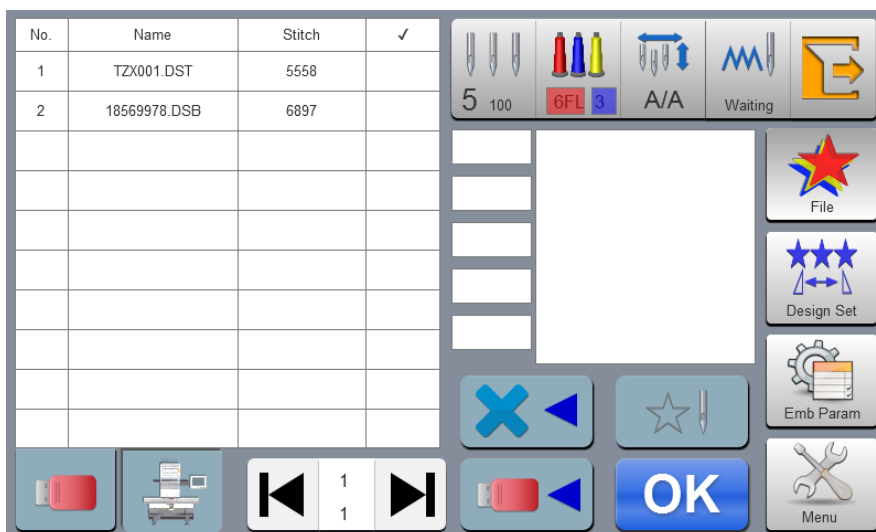 No. Name Stitch ✓
1 TZX001.DST 5558
2 18569978.DSB 6897
5 100
6FL 3
A/A
Waiting
File
Design Set
Emb Param
Menu
1
1
OK